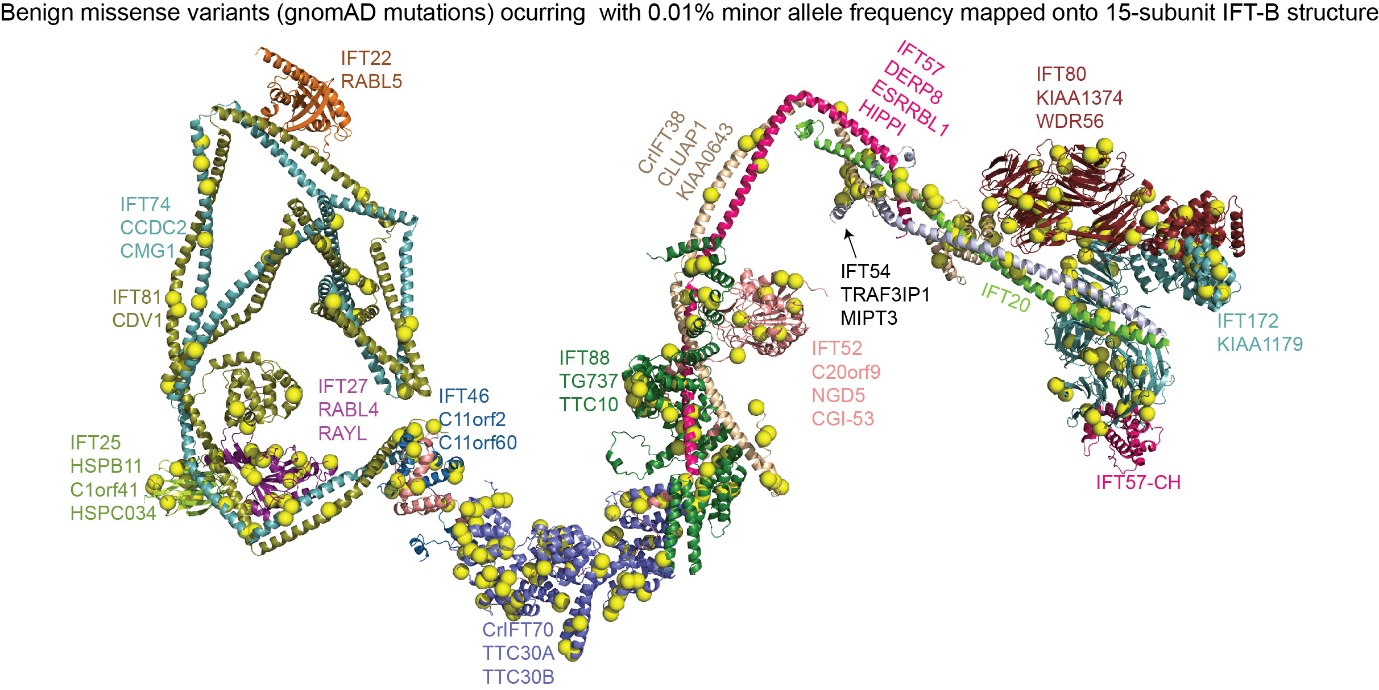 Benign missense variants (gnomAD mutations) ocurring with 0.01% minor allele frequency mapped onto 15-subunit IFT-B structure
IFT22
RABL5
IFT74
CCDC2
CMG1
IFT81
CDV1
IFT27
RABL4
RAYL
IFT25
HSPB11
C1orf41
HSPC034
IFT46
C11orf2
C11orf60
CrIFT70
TTC30A
TTC30B
IFT88
TG737
TTC10
CrIFT38
CLUAP1
KIAA0643
IFT57
DERP8
ESRRBL1
HIPPI
IFT52
C20orf9
NGD5
CGI-53
IFT54
TRAF3IP1
MIPT3
IFT20
IFT80
KIAA1374
WDR56
IFT172
KIAA1179
IFT57-CH